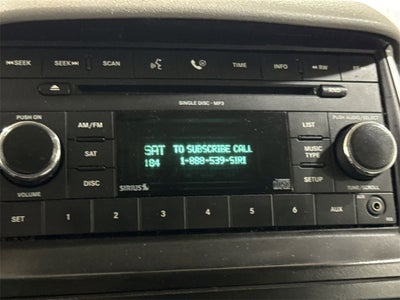 SEEK SEEK SCAN TIME INFO RW
SINGLE DISC - MP3
PUSH ON PUSH AUDIO/SELECT
AM/FM LIST
SAT TO SUBSCRIBE CALL
SAT MUSIC TYPE
184 1-888-539-SIRI
DISC SETUP
VOLUME SIRIUS TUNE/SCROLL
SET 1 2 3 4 5 6 AUX